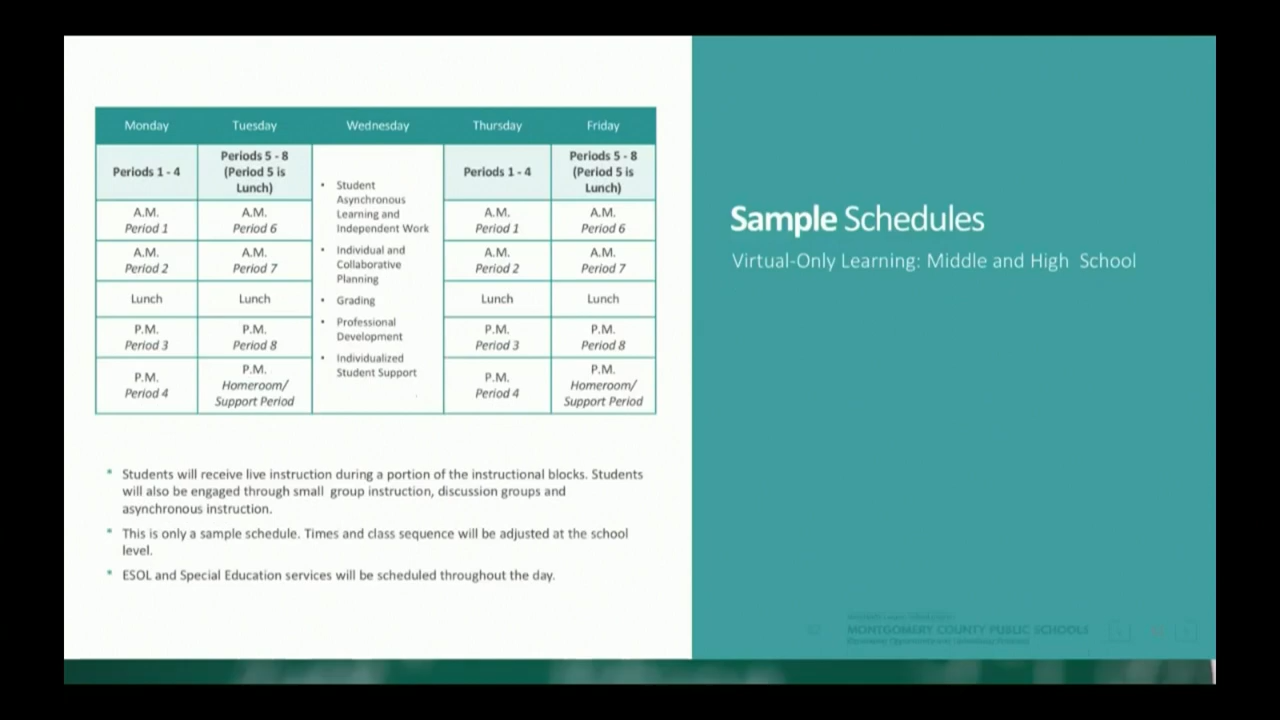 Monday Tuesday Wednesday Thursday Friday
Periods 1 - 4
Periods 5 - 8
(Period 5 is
Lunch)
• Student
Asynchronous
Learning and
Independent Work
• Individual and
Collaborative
Planning
• Grading
• Professional
Development
• Individualized
Student Support
Periods 1 - 4
Periods 5 - 8
(Period 5 is
Lunch)
A.M. A.M. A.M. A.M.
Period 1 Period 6 Period 1 Period 6
A.M. A.M. A.M. A.M.
Period 2 Period 7 Period 2 Period 7
Lunch Lunch Lunch Lunch
P.M. P.M. P.M. P.M.
Period 3 Period 8 Period 3 Period 8
P.M.
Period 4
P.M.
Homeroom/
Support Period
P.M.
Period 4
P.M.
Homeroom/
Support Period
Students will receive live instruction during a portion of the instructional blocks. Students
will also be engaged through small group instruction, discussion groups and
asynchronous instruction.
This is only a sample schedule. Times and class sequence will be adjusted at the school
level.
ESOL and Special Education services will be scheduled throughout the day.
Sample Schedules
Virtual-Only Learning: Middle and High School
MONTGOMERY COUNTY PUBLIC SCHOOLS